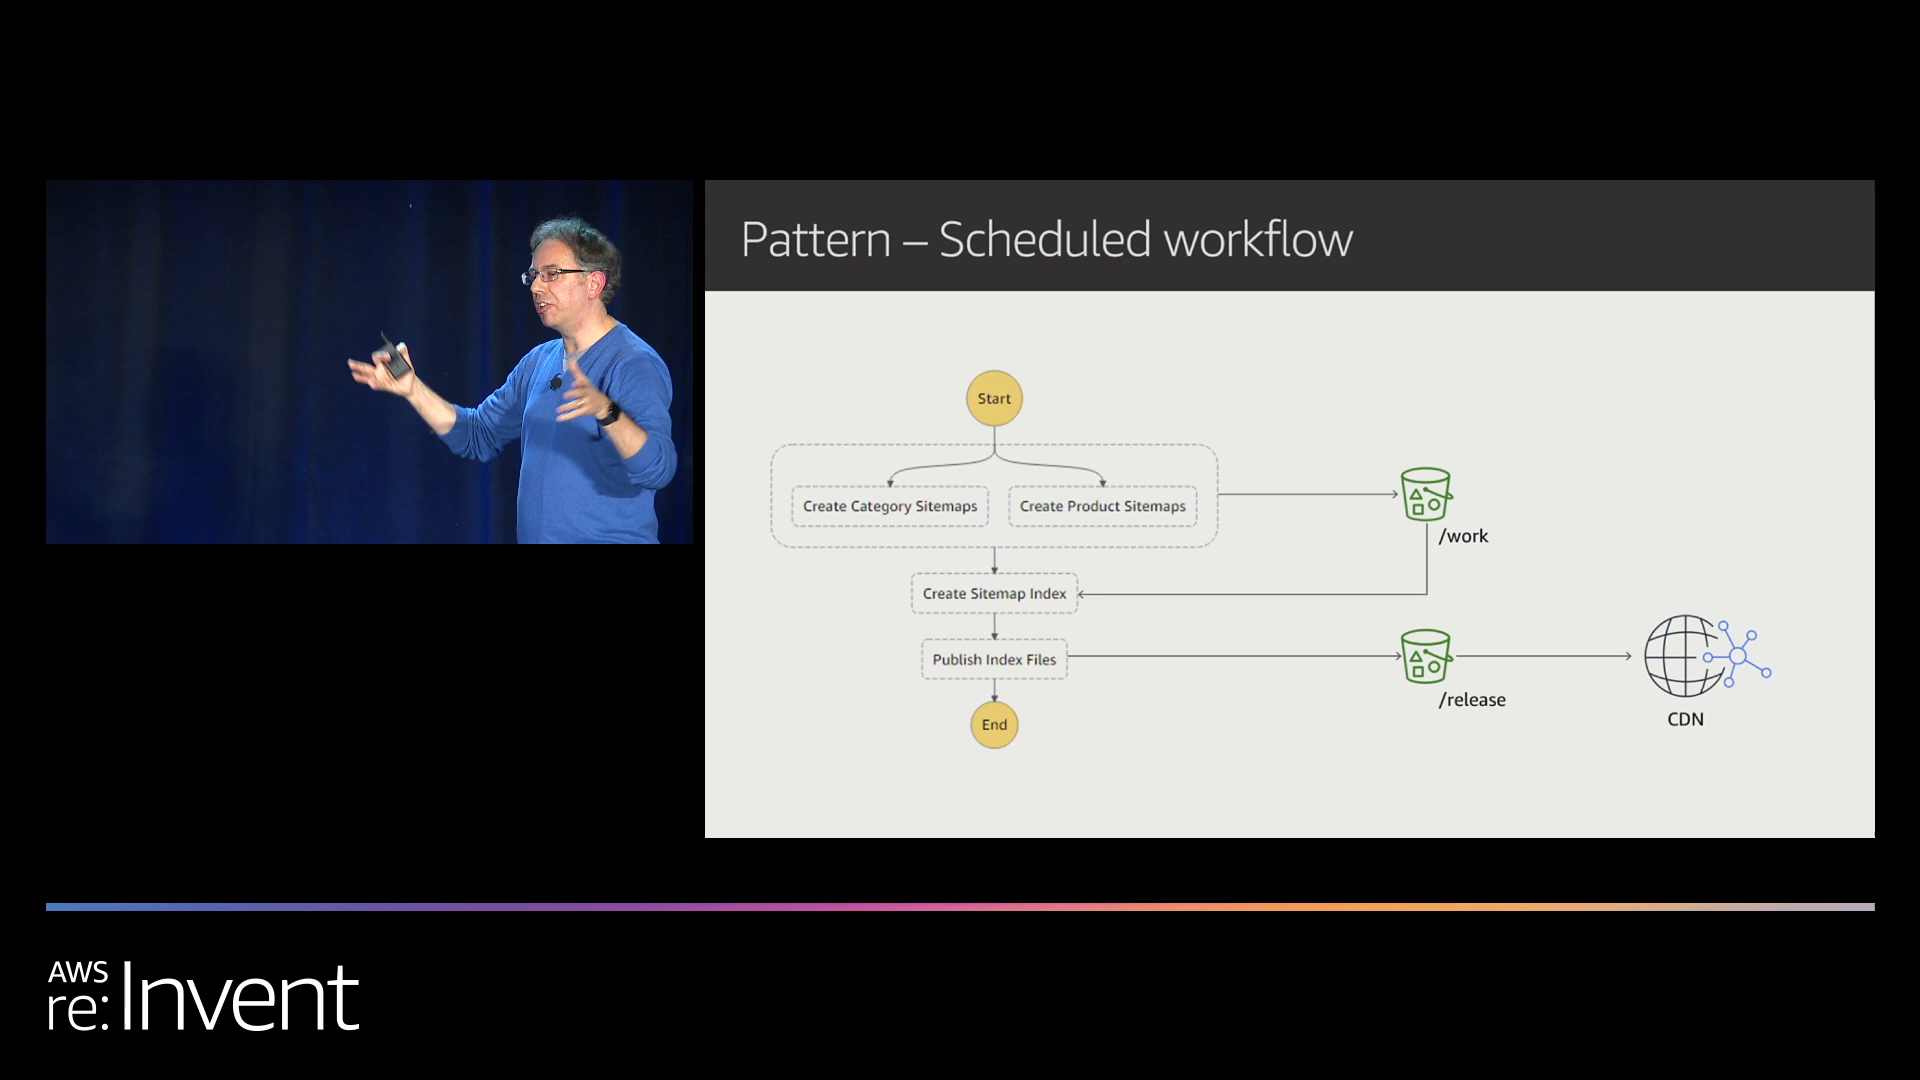 Pattern – Scheduled workflow
Start
Create Category Sitemaps
Create Product Sitemaps
/work
Create Sitemap Index
Publish Index Files
/release
CDN
End
AWS
re:Invent